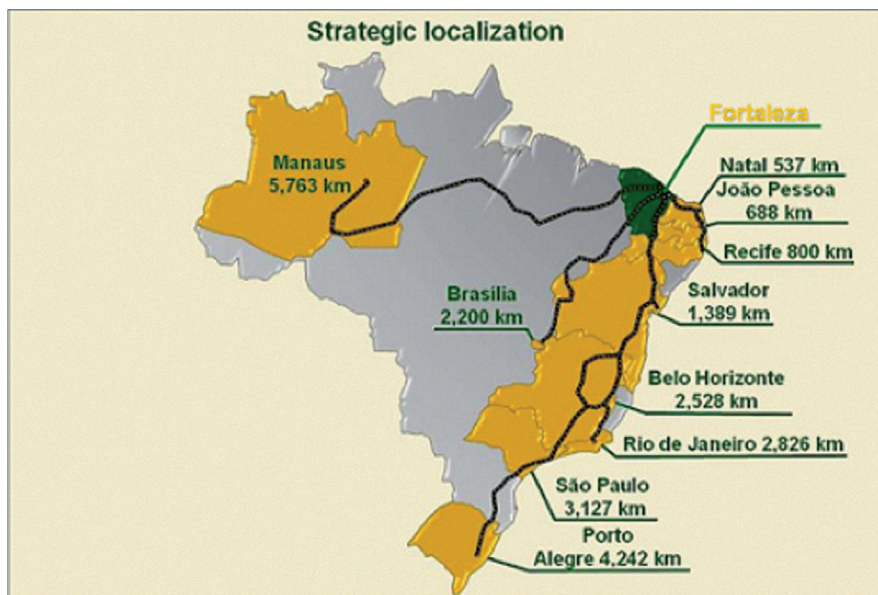 Strategic localization
Fortaleza
Manaus
5,763 km
Natal 537 km
João Pessoa
688 km
Recife 800 km
Brasilia
2,200 km
Salvador
1,389 km
Belo Horizonte
2,528 km
Rio de Janeiro 2,826 km
São Paulo
3,127 km
Porto
Alegre 4,242 km